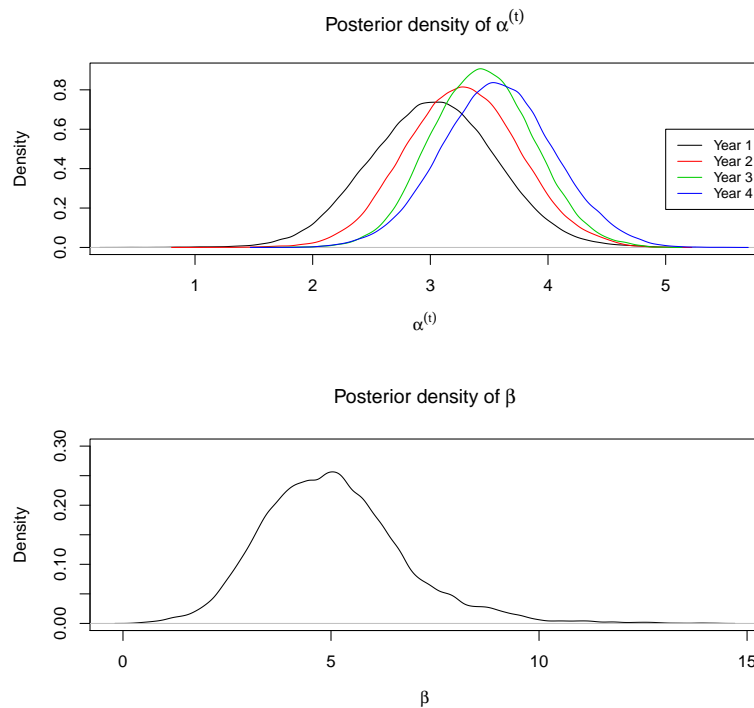 Posterior density of α⁽ᵗ⁾
Density
0.0 0.2 0.4 0.6 0.8
1 2 3 4 5
α⁽ᵗ⁾
Year 1
Year 2
Year 3
Year 4
Posterior density of β
Density
0.00 0.10 0.20 0.30
0 5 10 15
β